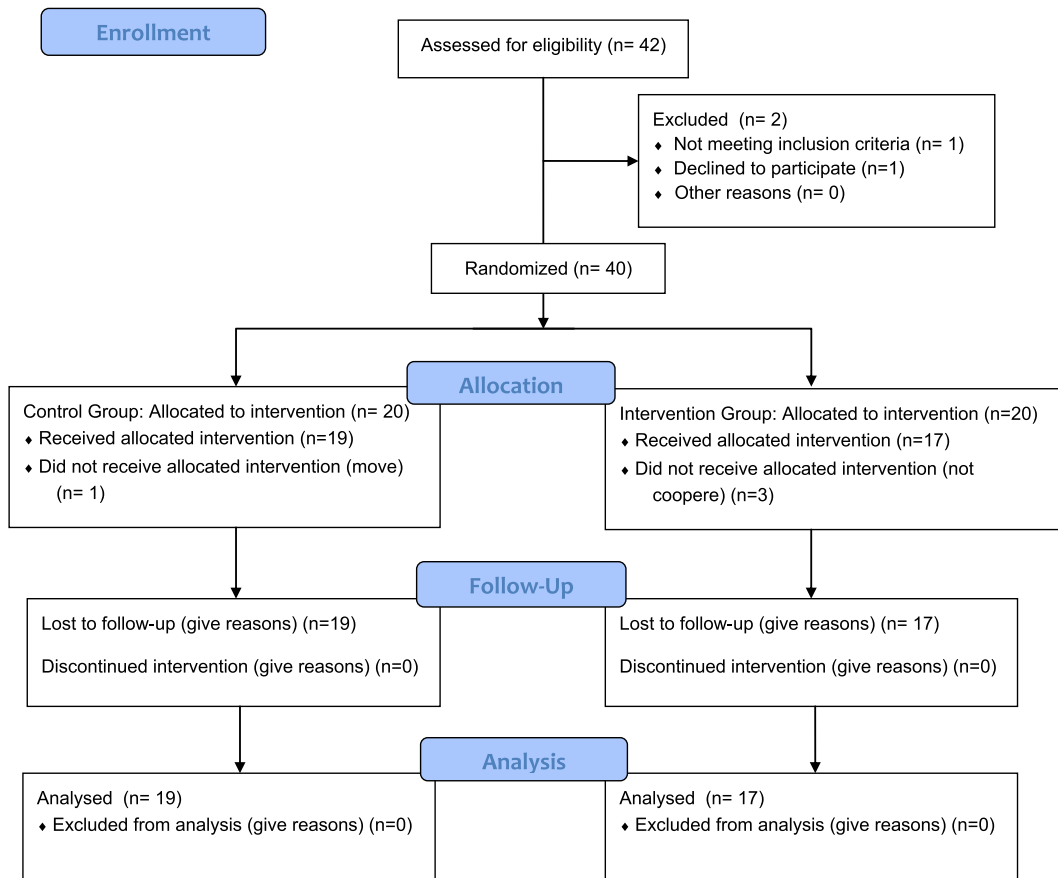 Enrollment
Assessed for eligibility (n= 42)
Excluded (n= 2)
♦ Not meeting inclusion criteria (n= 1)
♦ Declined to participate (n=1)
♦ Other reasons (n= 0)
Randomized (n= 40)
Allocation
Control Group: Allocated to intervention (n= 20)
♦ Received allocated intervention (n=19)
♦ Did not receive allocated intervention (move)
(n= 1)
Intervention Group: Allocated to intervention (n=20)
♦ Received allocated intervention (n=17)
♦ Did not receive allocated intervention (not
coopere) (n=3)
Follow-Up
Lost to follow-up (give reasons) (n=19)
Discontinued intervention (give reasons) (n=0)
Lost to follow-up (give reasons) (n= 17)
Discontinued intervention (give reasons) (n=0)
Analysis
Analysed (n= 19)
♦ Excluded from analysis (give reasons) (n=0)
Analysed (n= 17)
♦ Excluded from analysis (give reasons) (n=0)